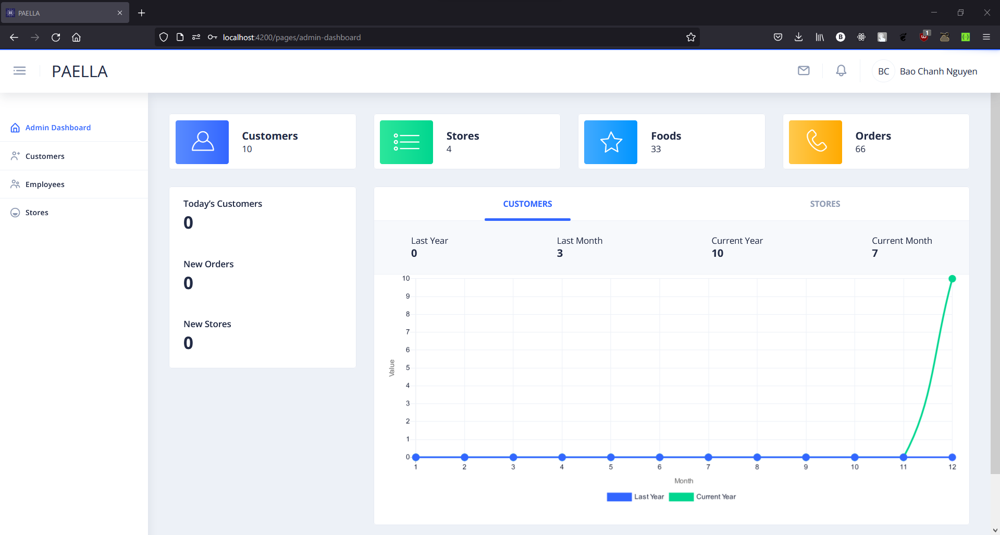 PAELLA
localhost:4200/pages/admin-dashboard
1
PAELLA
BC Bao Chanh Nguyen
Admin Dashboard
Customers
Employees
Stores
Customers
10
Stores
4
Foods
33
Orders
66
Today’s Customers
0
New Orders
0
New Stores
0
CUSTOMERS STORES
Last Year Last Month Current Year Current Month
0 3 10 7
10
9
8
7
6
5
4
3
2
1
0
Value
1 2 3 4 5 6 7 8 9 10 11 12
Month
Last Year Current Year